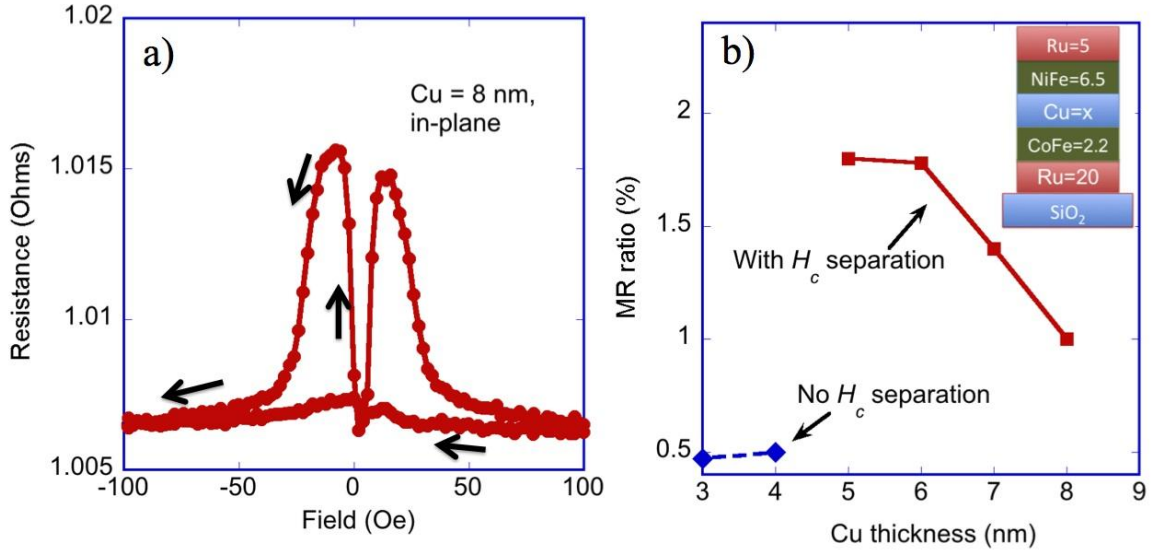 a)
Cu = 8 nm,
in-plane
Resistance (Ohms)
1.02
1.015
1.01
1.005
-100
-50
0
50
100
Field (Oe)
b)
Ru=5
NiFe=6.5
Cu=x
CoFe=2.2
Ru=20
SiO₂
MR ratio (%)
2
1.5
1
0.5
With H_c separation
No H_c separation
3
4
5
6
7
8
9
Cu thickness (nm)